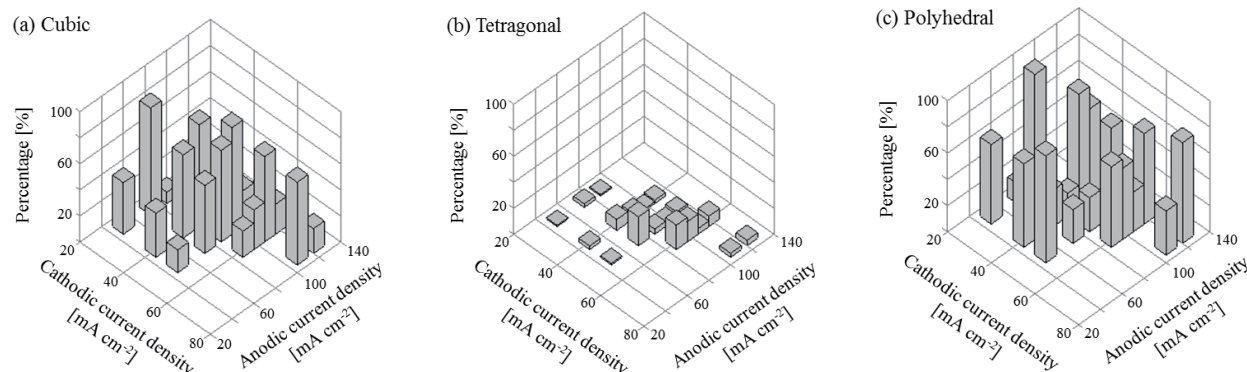 (a) Cubic
Percentage [%]
100
60
20
20
40
60
80
20
60
100
140
Cathodic current density
[mA cm-2]
Anodic current density
[mA cm-2]
(b) Tetragonal
Percentage [%]
100
60
20
20
40
60
80
20
60
100
140
Cathodic current density
[mA cm-2]
Anodic current density
[mA cm-2]
(c) Polyhedral
Percentage [%]
100
60
20
20
40
60
80
20
60
100
140
Cathodic current density
[mA cm-2]
Anodic current density
[mA cm-2]